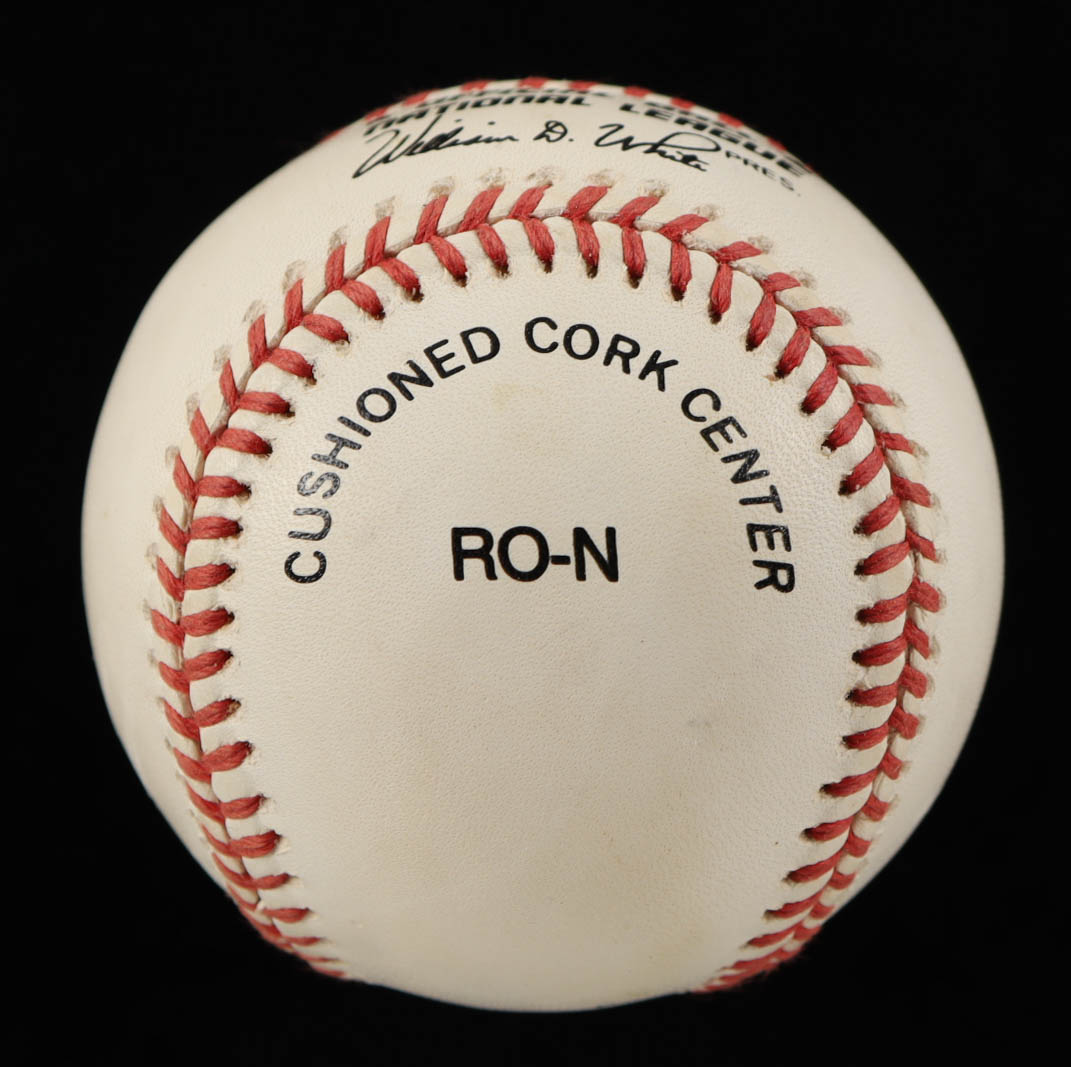 NATIONAL LEAGUE
William D. White PRES.
CUSHIONED CORK CENTER
RO-N